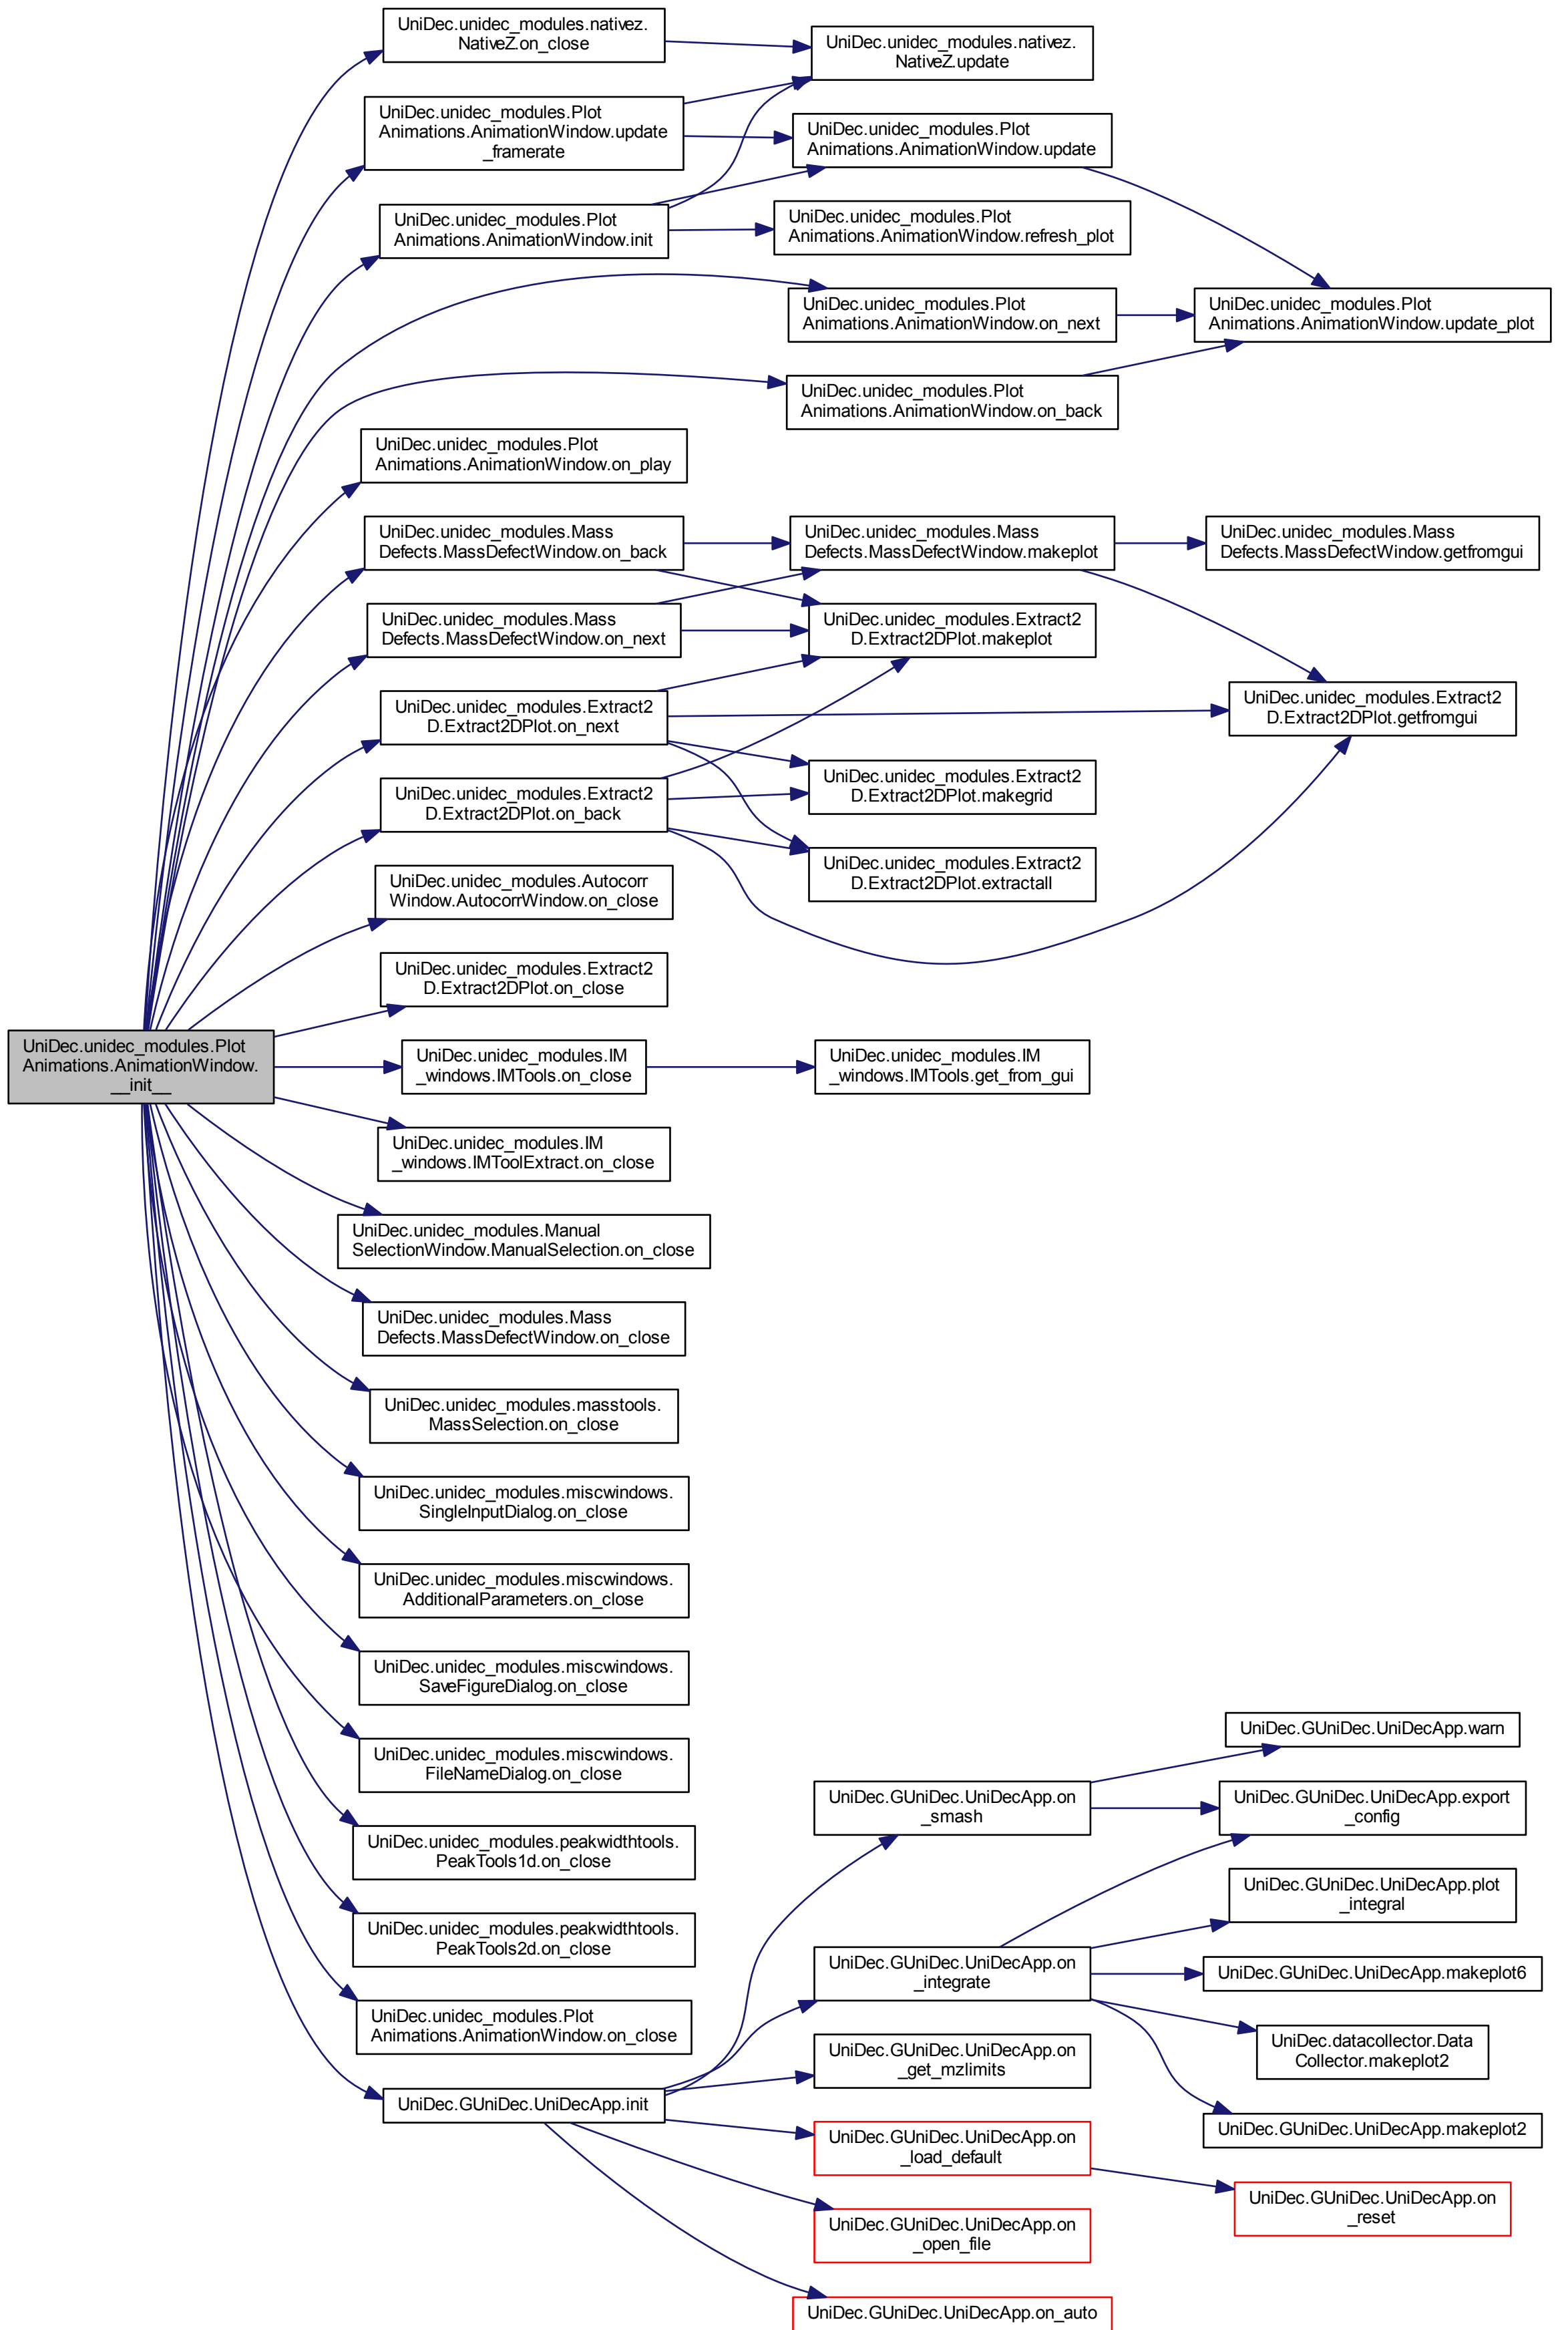 UniDec.unidec_modules.nativez.
NativeZ.on_close
UniDec.unidec_modules.nativez.
NativeZ.update
UniDec.unidec_modules.Plot
Animations.AnimationWindow.update
_framerate
UniDec.unidec_modules.Plot
Animations.AnimationWindow.update
UniDec.unidec_modules.Plot
Animations.AnimationWindow.init
UniDec.unidec_modules.Plot
Animations.AnimationWindow.refresh_plot
UniDec.unidec_modules.Plot
Animations.AnimationWindow.on_next
UniDec.unidec_modules.Plot
Animations.AnimationWindow.update_plot
UniDec.unidec_modules.Plot
Animations.AnimationWindow.on_back
UniDec.unidec_modules.Plot
Animations.AnimationWindow.on_play
UniDec.unidec_modules.Mass
Defects.MassDefectWindow.on_back
UniDec.unidec_modules.Mass
Defects.MassDefectWindow.makeplot
UniDec.unidec_modules.Mass
Defects.MassDefectWindow.getfromgui
UniDec.unidec_modules.Mass
Defects.MassDefectWindow.on_next
UniDec.unidec_modules.Extract2
D.Extract2DPlot.makeplot
UniDec.unidec_modules.Extract2
D.Extract2DPlot.on_next
UniDec.unidec_modules.Extract2
D.Extract2DPlot.getfromgui
UniDec.unidec_modules.Extract2
D.Extract2DPlot.makegrid
UniDec.unidec_modules.Extract2
D.Extract2DPlot.on_back
UniDec.unidec_modules.Extract2
D.Extract2DPlot.extractall
UniDec.unidec_modules.Autocorr
Window.AutocorrWindow.on_close
UniDec.unidec_modules.Extract2
D.Extract2DPlot.on_close
UniDec.unidec_modules.Plot
Animations.AnimationWindow.
__init__
UniDec.unidec_modules.IM
_windows.IMTools.on_close
UniDec.unidec_modules.IM
_windows.IMTools.get_from_gui
UniDec.unidec_modules.IM
_windows.IMToolExtract.on_close
UniDec.unidec_modules.Manual
SelectionWindow.ManualSelection.on_close
UniDec.unidec_modules.Mass
Defects.MassDefectWindow.on_close
UniDec.unidec_modules.masstools.
MassSelection.on_close
UniDec.unidec_modules.miscwindows.
SingleInputDialog.on_close
UniDec.unidec_modules.miscwindows.
AdditionalParameters.on_close
UniDec.unidec_modules.miscwindows.
SaveFigureDialog.on_close
UniDec.unidec_modules.miscwindows.
FileNameDialog.on_close
UniDec.unidec_modules.peakwidthtools.
PeakTools1d.on_close
UniDec.unidec_modules.peakwidthtools.
PeakTools2d.on_close
UniDec.unidec_modules.Plot
Animations.AnimationWindow.on_close
UniDec.GUniDec.UniDecApp.init
UniDec.GUniDec.UniDecApp.on
_smash
UniDec.GUniDec.UniDecApp.warn
UniDec.GUniDec.UniDecApp.export
_config
UniDec.GUniDec.UniDecApp.on
_integrate
UniDec.GUniDec.UniDecApp.plot
_integral
UniDec.GUniDec.UniDecApp.makeplot6
UniDec.datacollector.Data
Collector.makeplot2
UniDec.GUniDec.UniDecApp.makeplot2
UniDec.GUniDec.UniDecApp.on
_get_mzlimits
UniDec.GUniDec.UniDecApp.on
_load_default
UniDec.GUniDec.UniDecApp.on
_reset
UniDec.GUniDec.UniDecApp.on
_open_file
UniDec.GUniDec.UniDecApp.on_auto